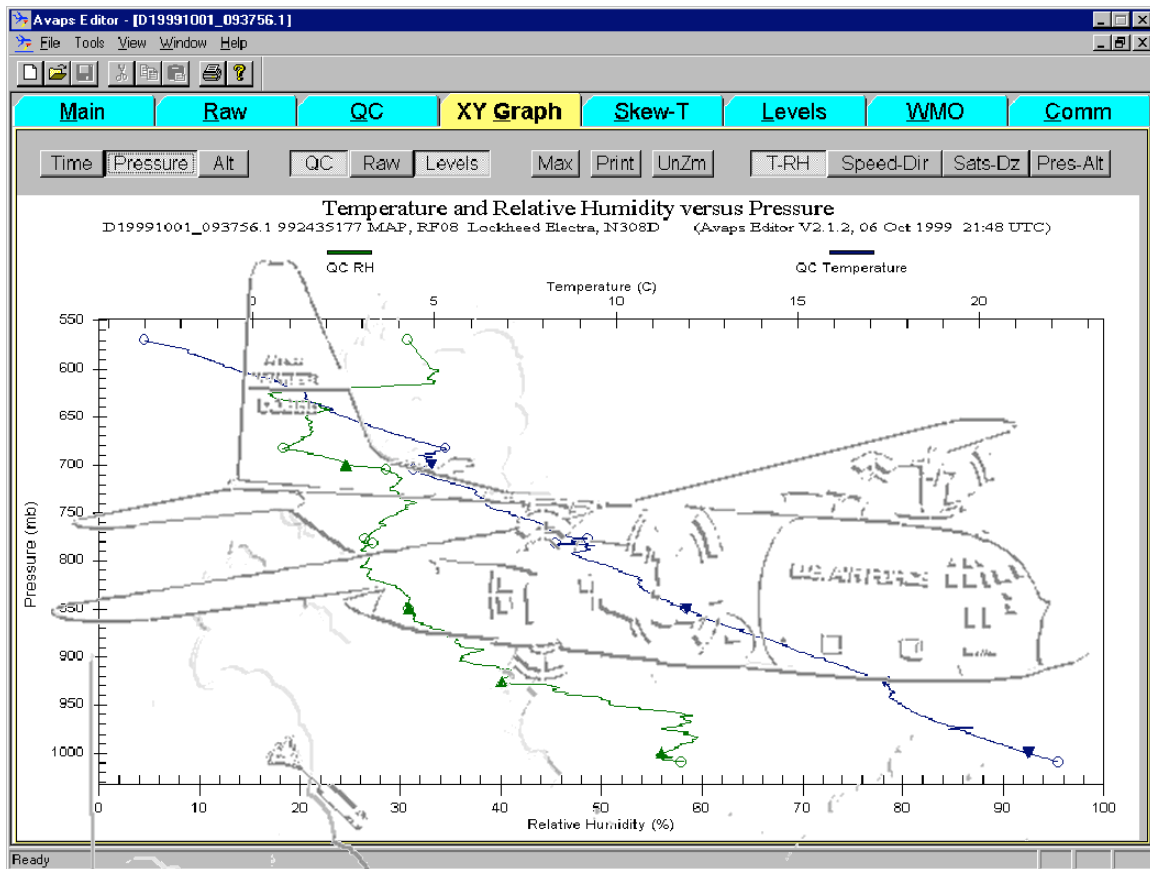 Avaps Editor - [D19991001_093756.1]
File Tools View Window Help
Main Raw QC XY Graph Skew-T Levels WMO Comm
Time Pressure Alt QC Raw Levels Max Print UnZm T-RH Speed-Dir Sats-Dz Pres-Alt
Temperature and Relative Humidity versus Pressure
D19991001_093756.1 992435177 MAP, RF08 Lockheed Electra, N308D (Avaps Editor V2.1.2, 06 Oct 1999 21:48 UTC)
QC RH QC Temperature
Temperature (C)
0 5 10 15 20
550
600
650
700
750
800
850
900
950
1000
Pressure (mb)
U.S. AIR FORCE
0 10 20 30 40 50 60 70 80 90 100
Relative Humidity (%)
Ready